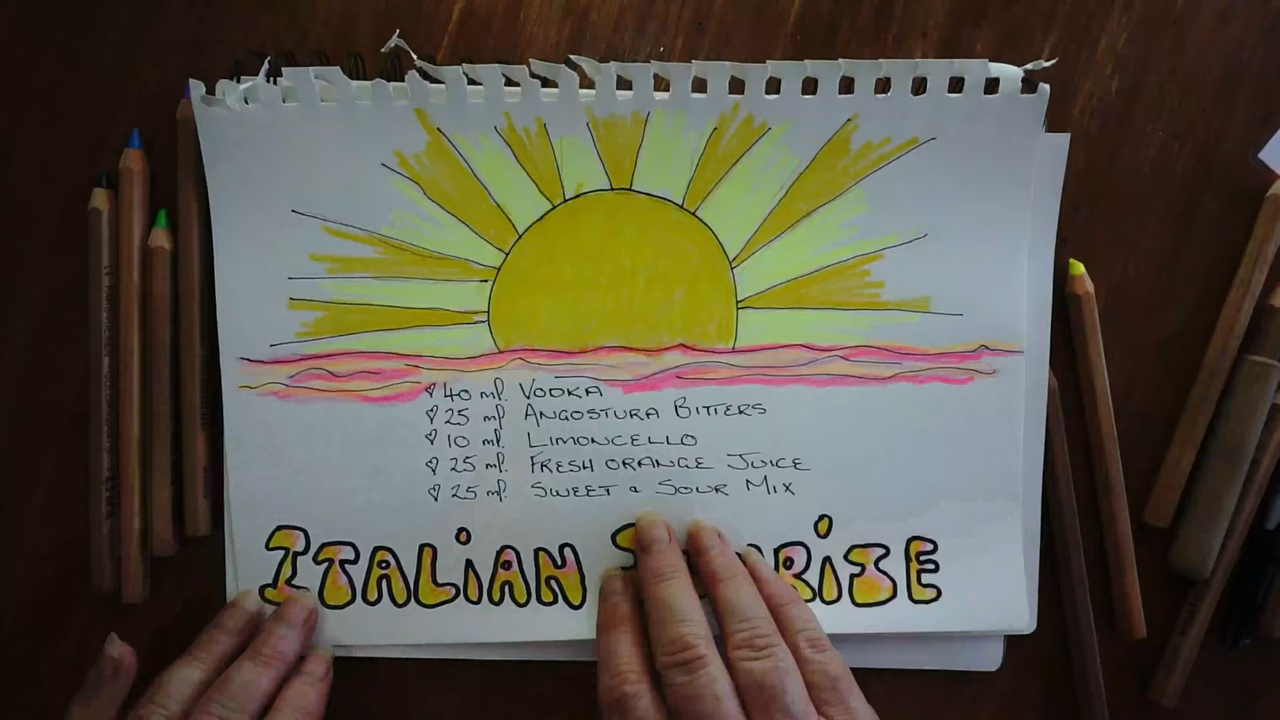 40 ml. VODKA
25 ml. ANGOSTURA BITTERS
10 ml. LIMONCELLO
25 ml. FRESH ORANGE JUICE
25 ml. SWEET & SOUR MIX
ITALIAN